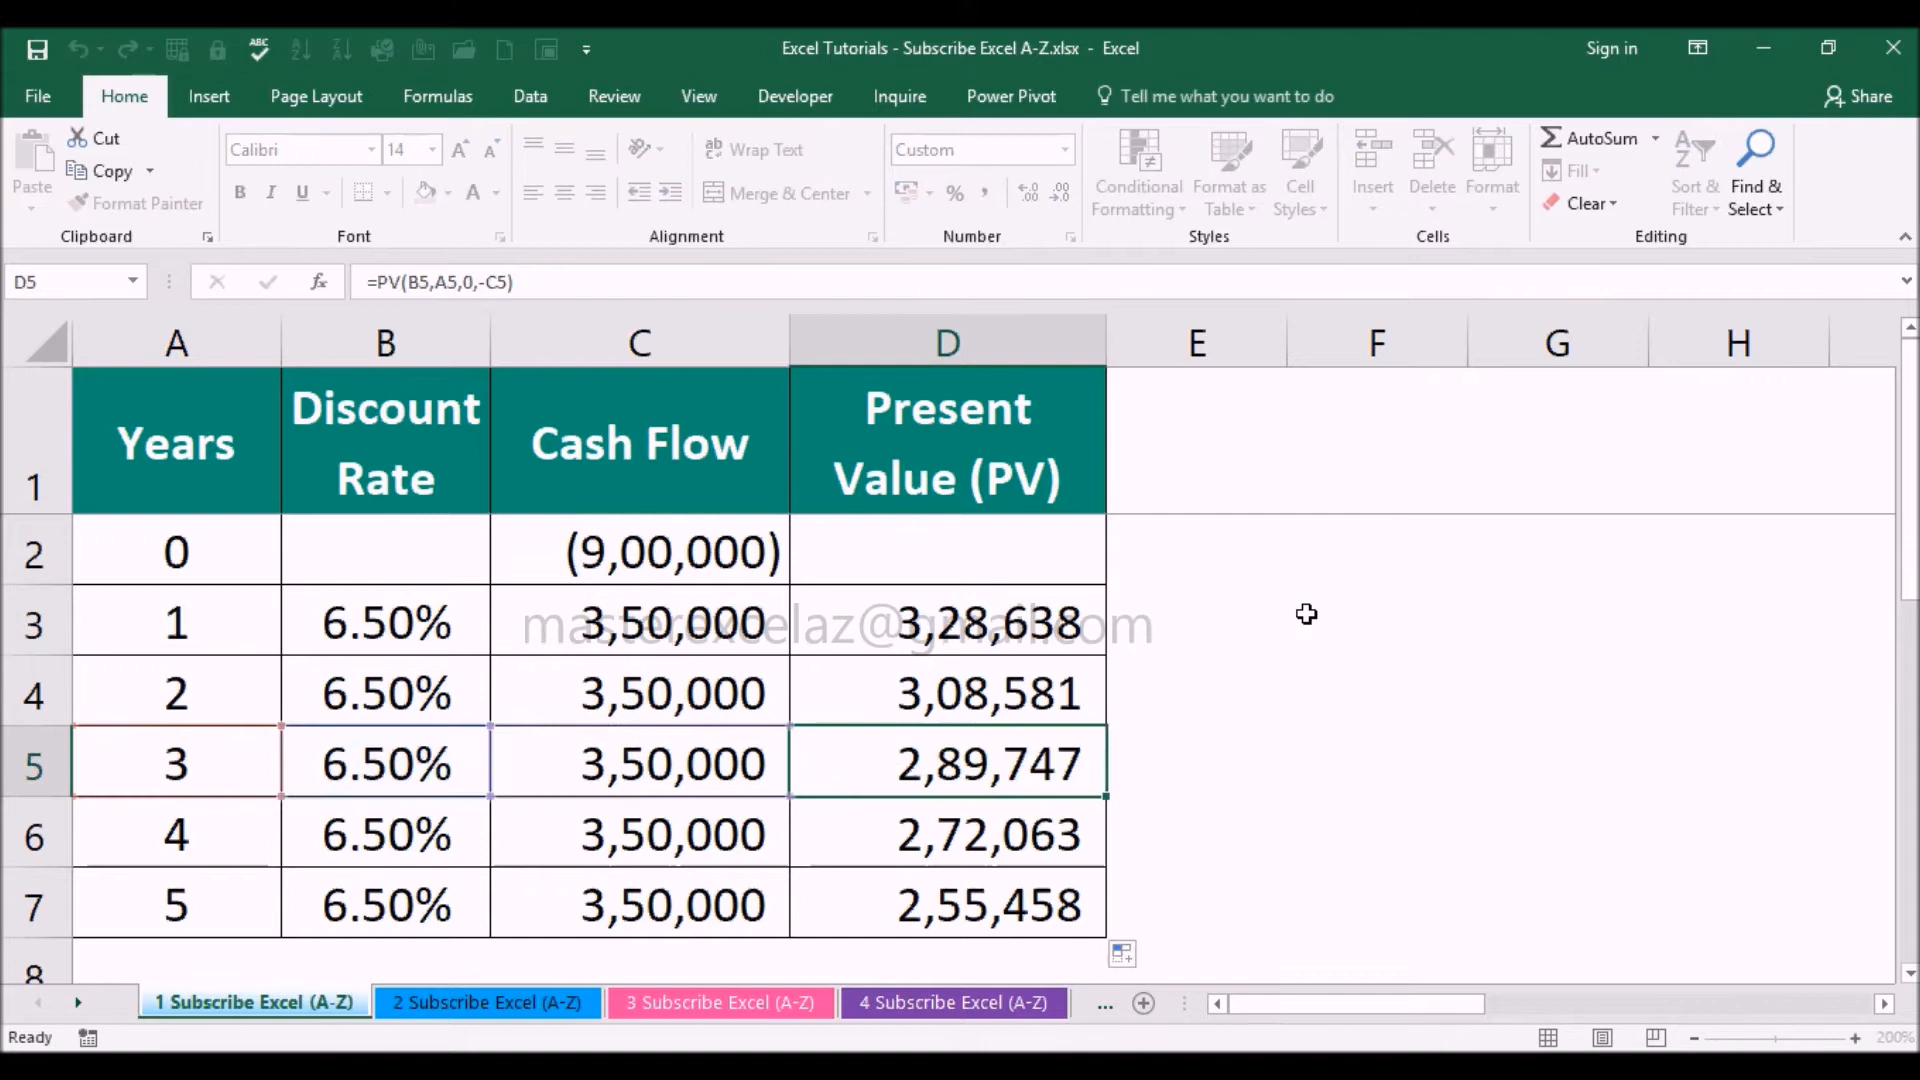 Excel Tutorials - Subscribe Excel A-Z.xlsx - Excel
Sign in
File Home Insert Page Layout Formulas Data Review View Developer Inquire Power Pivot Tell me what you want to do Share
Paste
Cut
Copy
Format Painter
Clipboard
Calibri 14
B I U
Font
Wrap Text
Merge & Center
Alignment
Custom
Number
Conditional Formatting
Format as Table
Cell Styles
Styles
Insert Delete Format
Cells
AutoSum
Fill
Clear
Sort & Filter
Find & Select
Editing
D5 fx =PV(B5,A5,0,-C5)
A B C D E F G H
1 Years Discount Rate Cash Flow Present Value (PV)
2 0 (9,00,000)
3 1 6.50% 3,50,000 3,28,638
masterexcelaz@gmail.com
4 2 6.50% 3,50,000 3,08,581
5 3 6.50% 3,50,000 2,89,747
6 4 6.50% 3,50,000 2,72,063
7 5 6.50% 3,50,000 2,55,458
8
1 Subscribe Excel (A-Z) 2 Subscribe Excel (A-Z) 3 Subscribe Excel (A-Z) 4 Subscribe Excel (A-Z) ...
Ready 200%